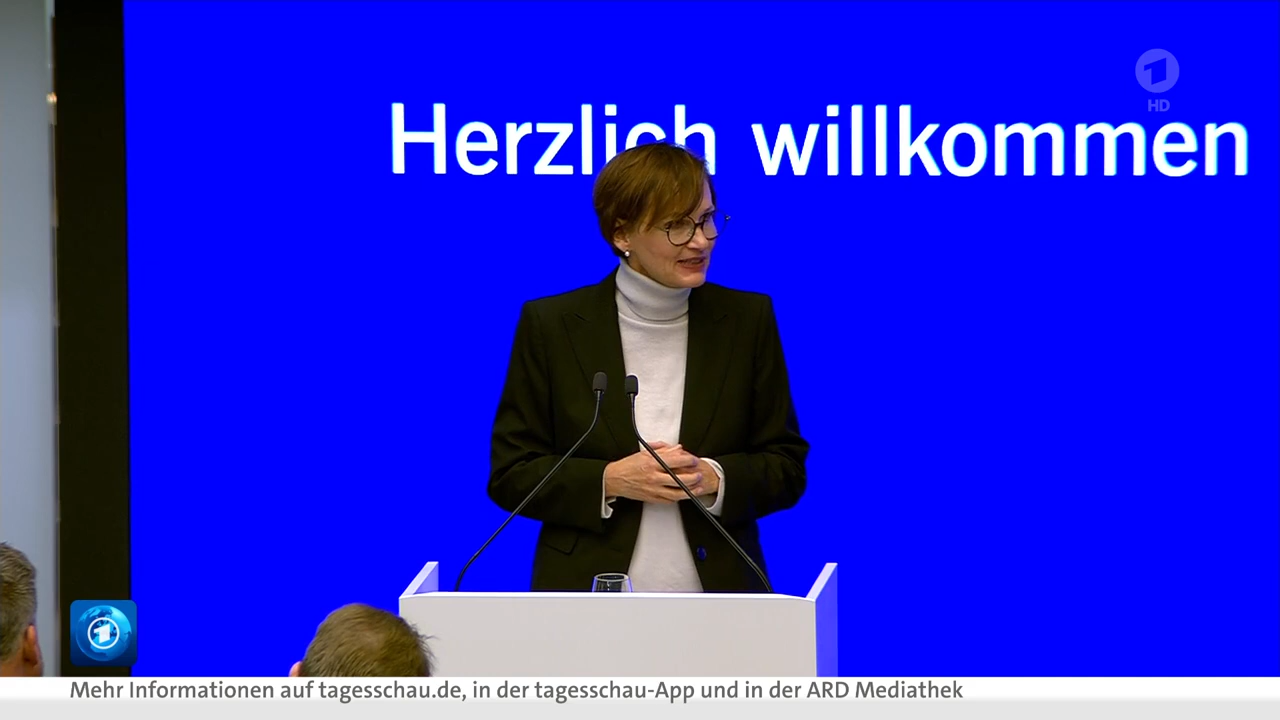 HD
Herzlich willkommen
Mehr Informationen auf tagesschau.de, in der tagesschau-App und in der ARD Mediathek